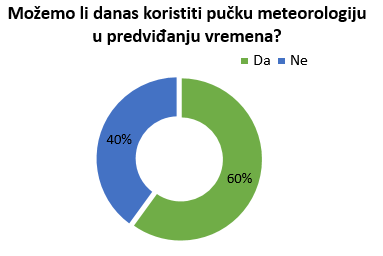 Možemo li danas koristiti pučku meteorologiju
u predviđanju vremena?
Da Ne
40%
60%